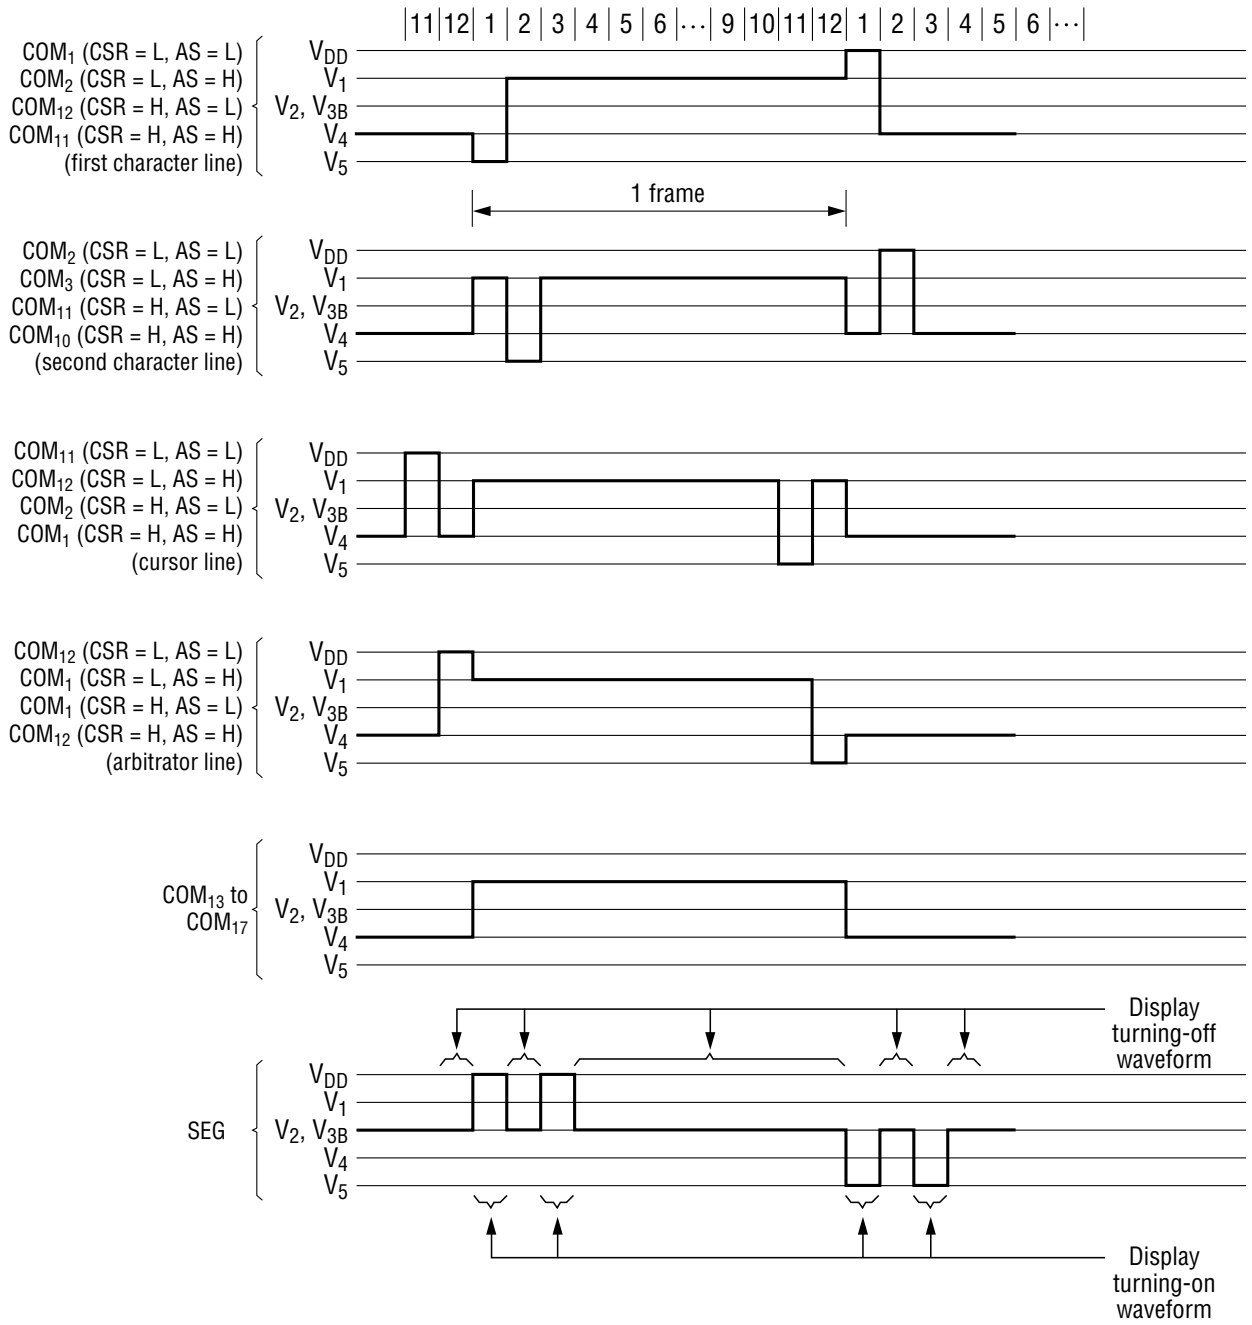 11 12 1 2 3 4 5 6 ... 9 10 11 12 1 2 3 4 5 6 ...
COM1 (CSR = L, AS = L)
COM2 (CSR = L, AS = H)
COM12 (CSR = H, AS = L)
COM11 (CSR = H, AS = H)
(first character line)
VDD
V1
V2, V3B
V4
V5
1 frame
COM2 (CSR = L, AS = L)
COM3 (CSR = L, AS = H)
COM11 (CSR = H, AS = L)
COM10 (CSR = H, AS = H)
(second character line)
VDD
V1
V2, V3B
V4
V5
COM11 (CSR = L, AS = L)
COM12 (CSR = L, AS = H)
COM2 (CSR = H, AS = L)
COM1 (CSR = H, AS = H)
(cursor line)
VDD
V1
V2, V3B
V4
V5
COM12 (CSR = L, AS = L)
COM1 (CSR = L, AS = H)
COM1 (CSR = H, AS = L)
COM12 (CSR = H, AS = H)
(arbitrator line)
VDD
V1
V2, V3B
V4
V5
COM13 to
COM17
VDD
V1
V2, V3B
V4
V5
Display
turning-off
waveform
SEG
VDD
V1
V2, V3B
V4
V5
Display
turning-on
waveform